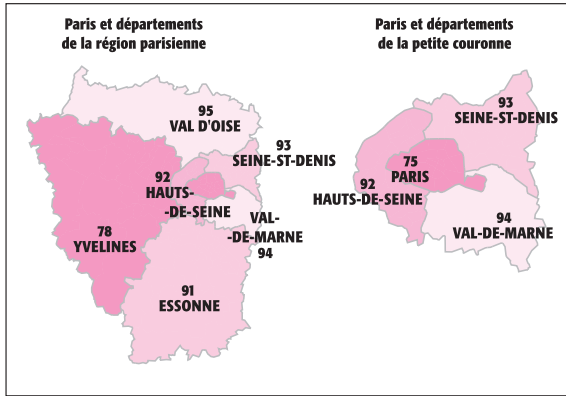 Paris et départements
de la région parisienne
95
VAL D'OISE
93
SEINE-ST-DENIS
92
HAUTS-
-DE-SEINE
VAL-
-DE-MARNE
94
78
YVELINES
91
ESSONNE
Paris et départements
de la petite couronne
93
SEINE-ST-DENIS
75
PARIS
92
HAUTS-DE-SEINE
94
VAL-DE-MARNE